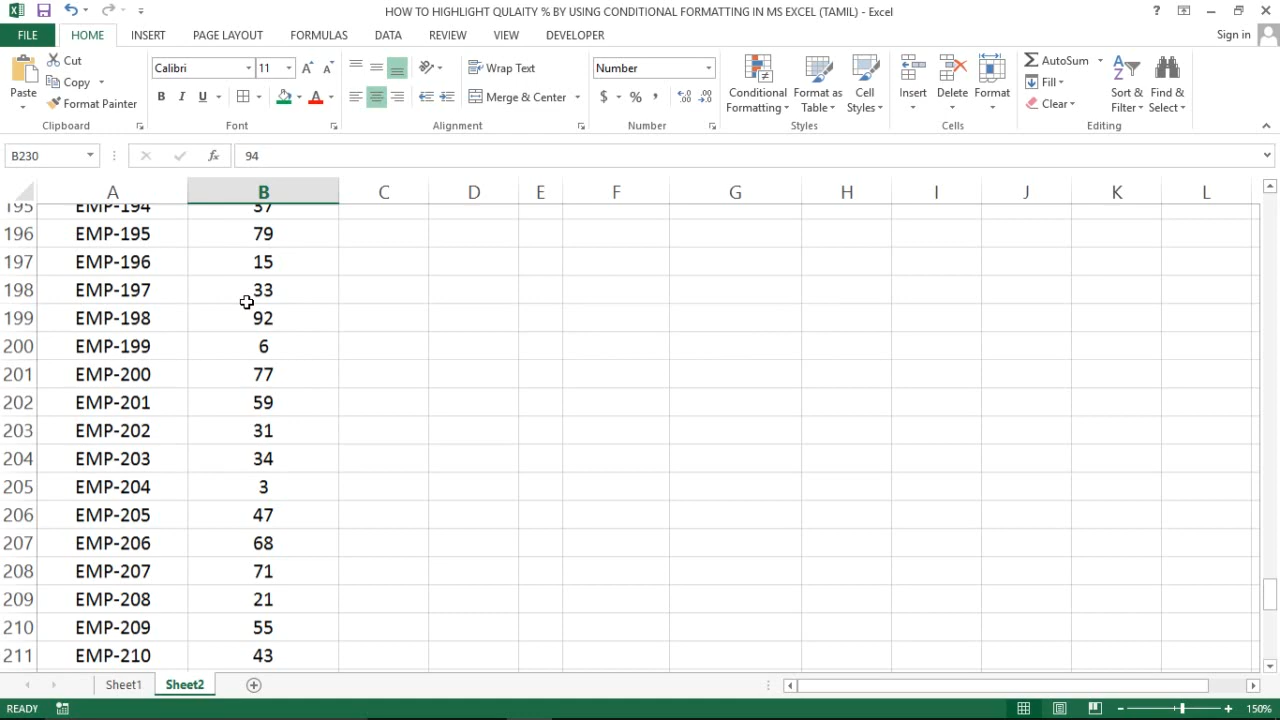 HOW TO HIGHLIGHT QULAITY % BY USING CONDITIONAL FORMATTING IN MS EXCEL (TAMIL) - Excel
FILE HOME INSERT PAGE LAYOUT FORMULAS DATA REVIEW VIEW DEVELOPER Sign in
Paste
Cut
Copy
Format Painter
Clipboard
Calibri 11
B I U
Font
Wrap Text
Merge & Center
Alignment
Number
$ % ,
Number
Conditional Formatting
Format as Table
Cell Styles
Styles
Insert Delete Format
Cells
AutoSum
Fill
Clear
Sort & Filter
Find & Select
Editing
B230 fx 94
A B C D E F G H I J K L
195 EMP-194 37
196 EMP-195 79
197 EMP-196 15
198 EMP-197 33
199 EMP-198 92
200 EMP-199 6
201 EMP-200 77
202 EMP-201 59
203 EMP-202 31
204 EMP-203 34
205 EMP-204 3
206 EMP-205 47
207 EMP-206 68
208 EMP-207 71
209 EMP-208 21
210 EMP-209 55
211 EMP-210 43
Sheet1 Sheet2
READY 150%